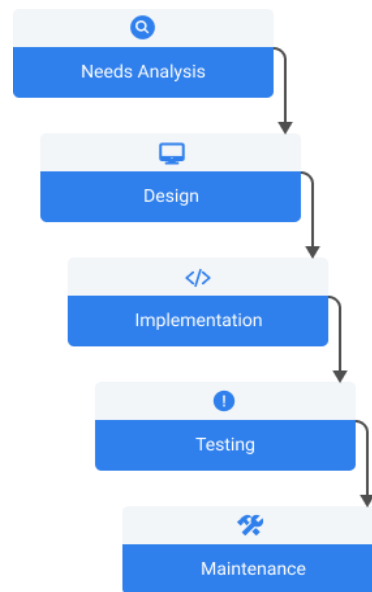 Needs Analysis
Design
Implementation
Testing
Maintenance